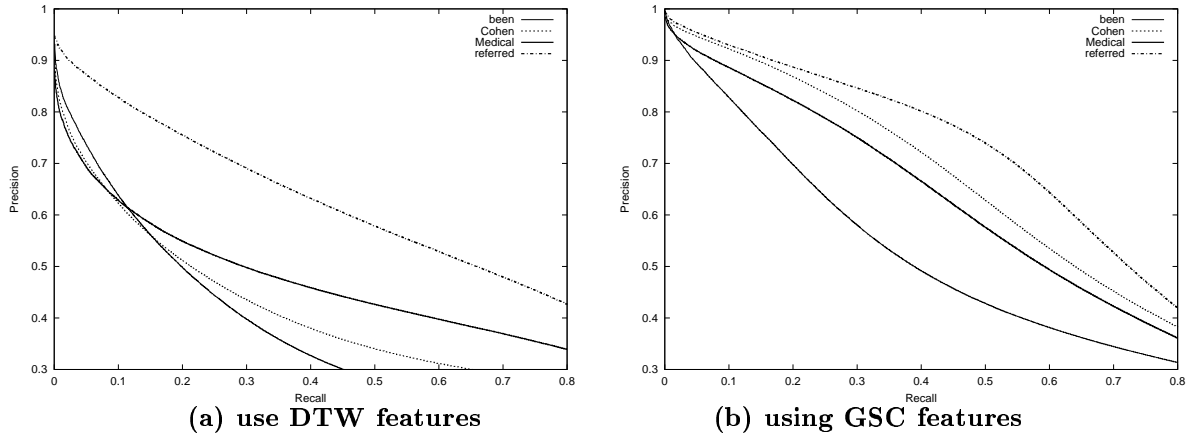 1
0.9
0.8
0.7
0.6
0.5
0.4
0.3
Precision
0 0.1 0.2 0.3 0.4 0.5 0.6 0.7 0.8
Recall
been
Cohen
Medical
referred
(a) use DTW features
1
0.9
0.8
0.7
0.6
0.5
0.4
0.3
Precision
0 0.1 0.2 0.3 0.4 0.5 0.6 0.7 0.8
Recall
been
Cohen
Medical
referred
(b) using GSC features